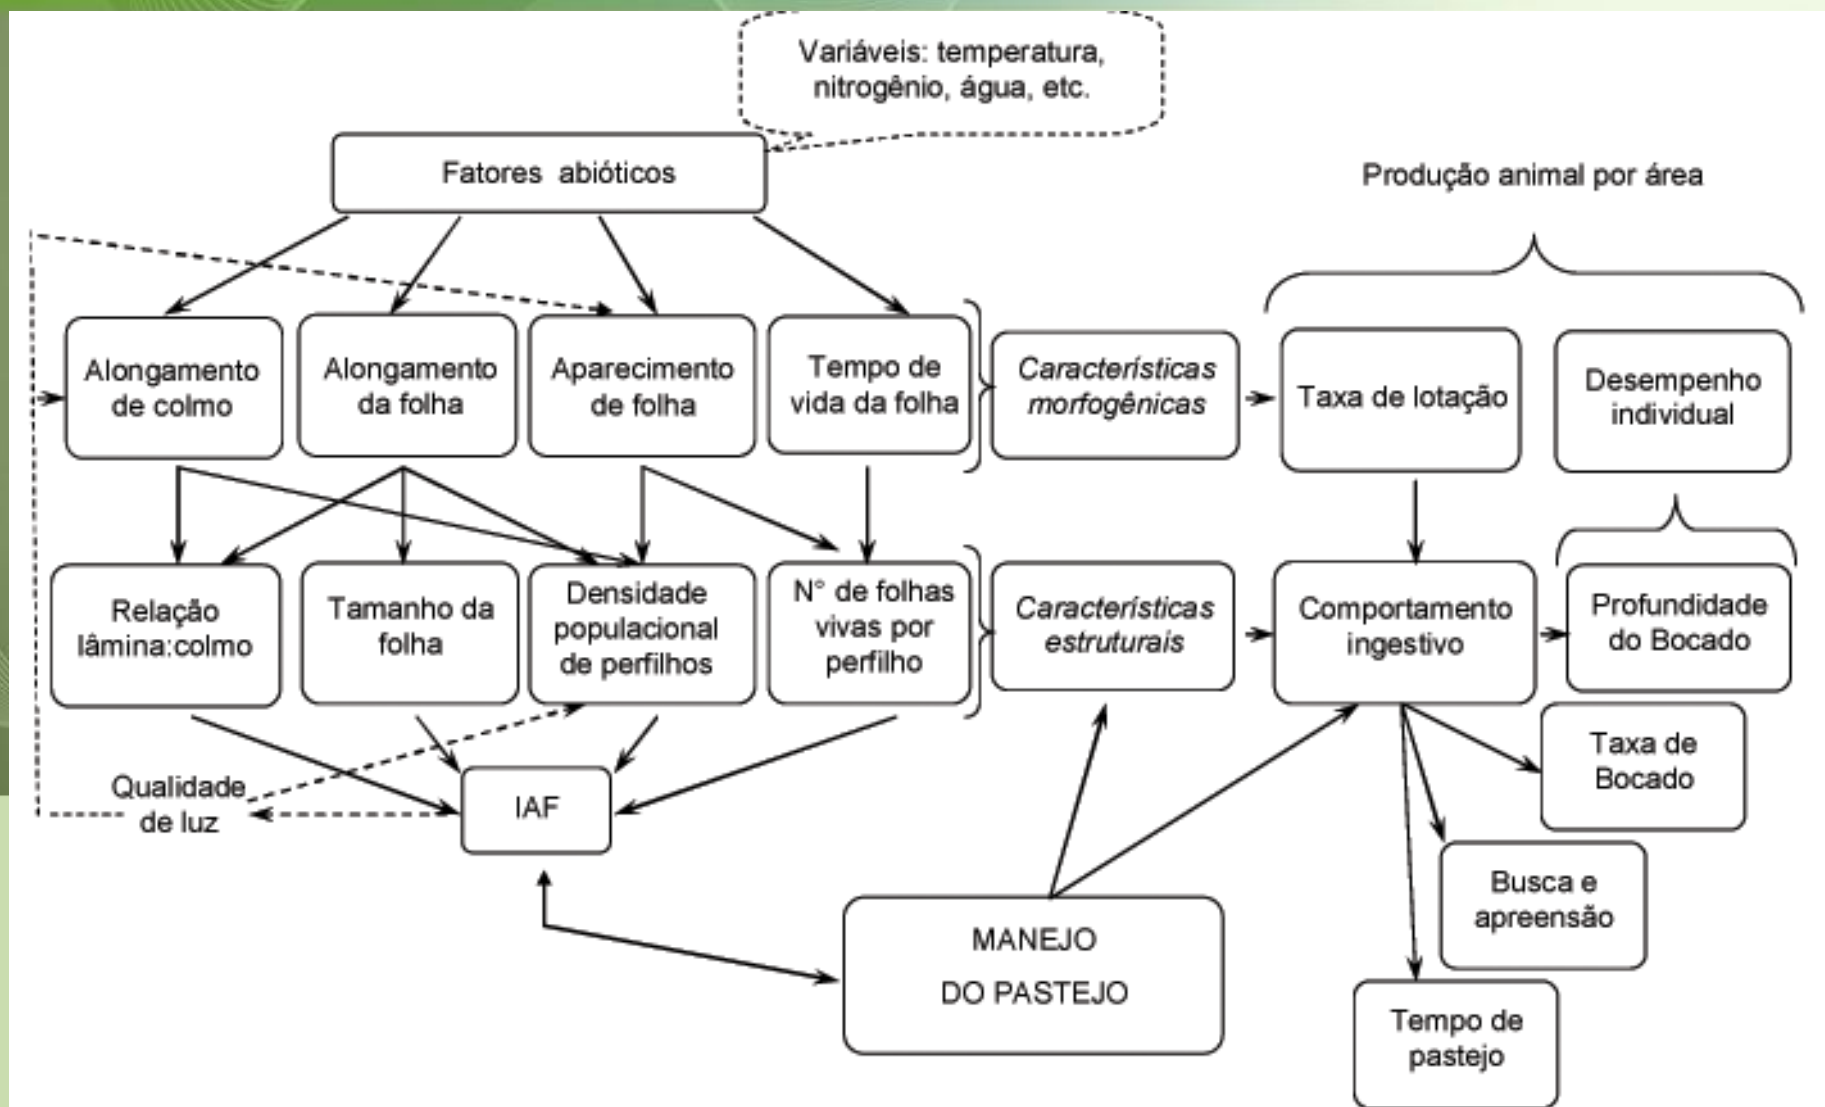 Variáveis: temperatura,
nitrogênio, água, etc.
Fatores abióticos
Produção animal por área
Alongamento
de colmo
Alongamento
da folha
Aparecimento
de folha
Tempo de
vida da folha
Características
morfogênicas
Taxa de lotação
Desempenho
individual
Relação
lâmina:colmo
Tamanho da
folha
Densidade
populacional
de perfilhos
N° de folhas
vivas por
perfilho
Características
estruturais
Comportamento
ingestivo
Profundidade
do Bocado
Taxa de
Bocado
Qualidade
de luz
IAF
Busca e
apreensão
MANEJO
DO PASTEJO
Tempo de
pastejo